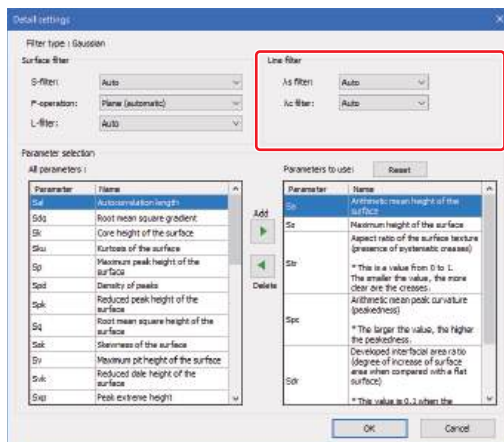 Detail settings
Filter type : Gaussian
Surface filter
S-filter: Auto
F-operation: Plane (automatic)
L-filter: Auto
Line filter
λs filter: Auto
λc filter: Auto
Parameter selection
All parameters :
Parameter Name
Sal Autocorrelation length
Sdq Root mean square gradient
Sk Core height of the surface
Sku Kurtosis of the surface
Sp Maximum peak height of the
surface
Spd Density of peaks
Spk Reduced peak height of the
surface
Sq Root mean square height of the
surface
Ssk Skewness of the surface
Sv Maximum pit height of the surface
Svk Reduced dale height of the
surface
Sxp Peak extreme height
Add
Delete
Parameters to use: Reset
Parameter Name
Sa Arithmetic mean height of the
surface
Sz Maximum height of the surface
Str Aspect ratio of the surface texture
(presence of systematic creases)
* This is a value from 0 to 1.
The smaller the value, the more
clear are the creases.
Spc Arithmetic mean peak curvature
(peakedness)
* The larger the value, the higher
the peakedness.
Sdr Developed interfacial area ratio
(degree of increase of surface
area when compared with a flat
surface)
* This value is 0.1 when the
OK Cancel